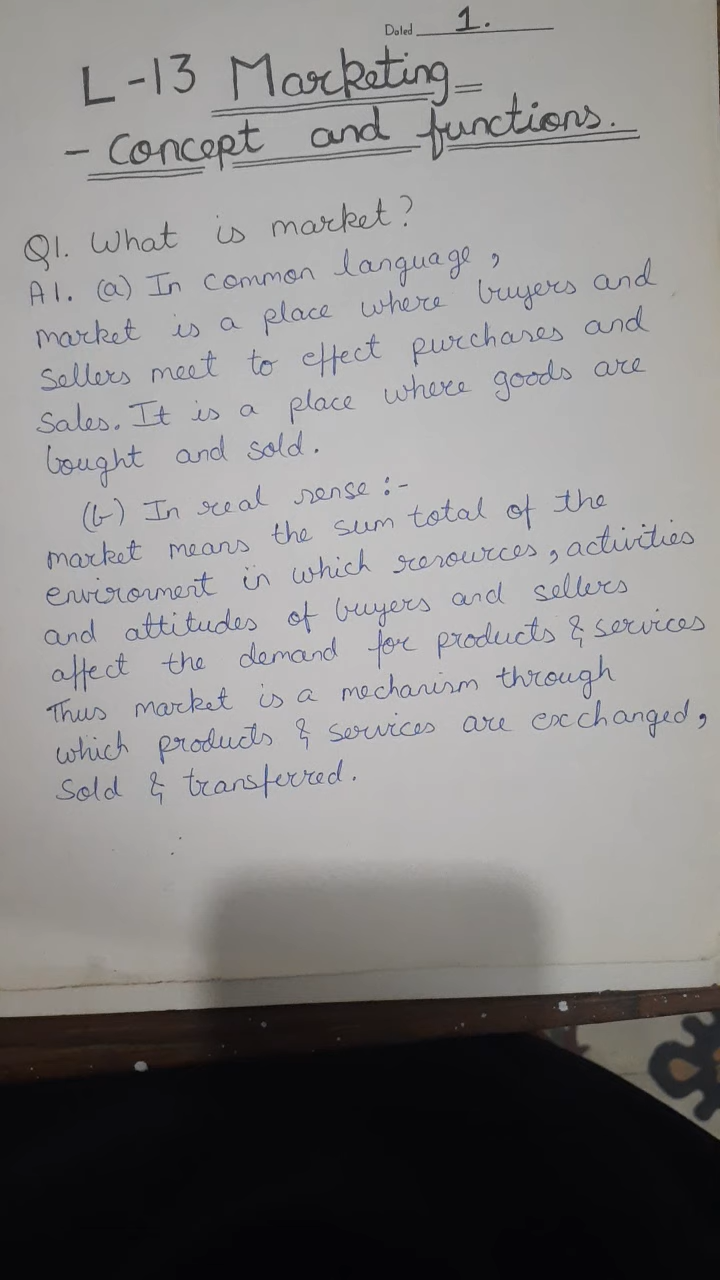 Dated 1.
L-13 Marketing
- Concept and functions.
Q1. What is market?
A1. (a) In common language,
market is a place where buyers and
sellers meet to effect purchases and
sales. It is a place where goods are
bought and sold.
(b) In real sense :-
market means the sum total of the
environment in which resources, activities
and attitudes of buyers and sellers
affect the demand for products & services
Thus market is a mechanism through
which products & services are exchanged,
sold & transferred.